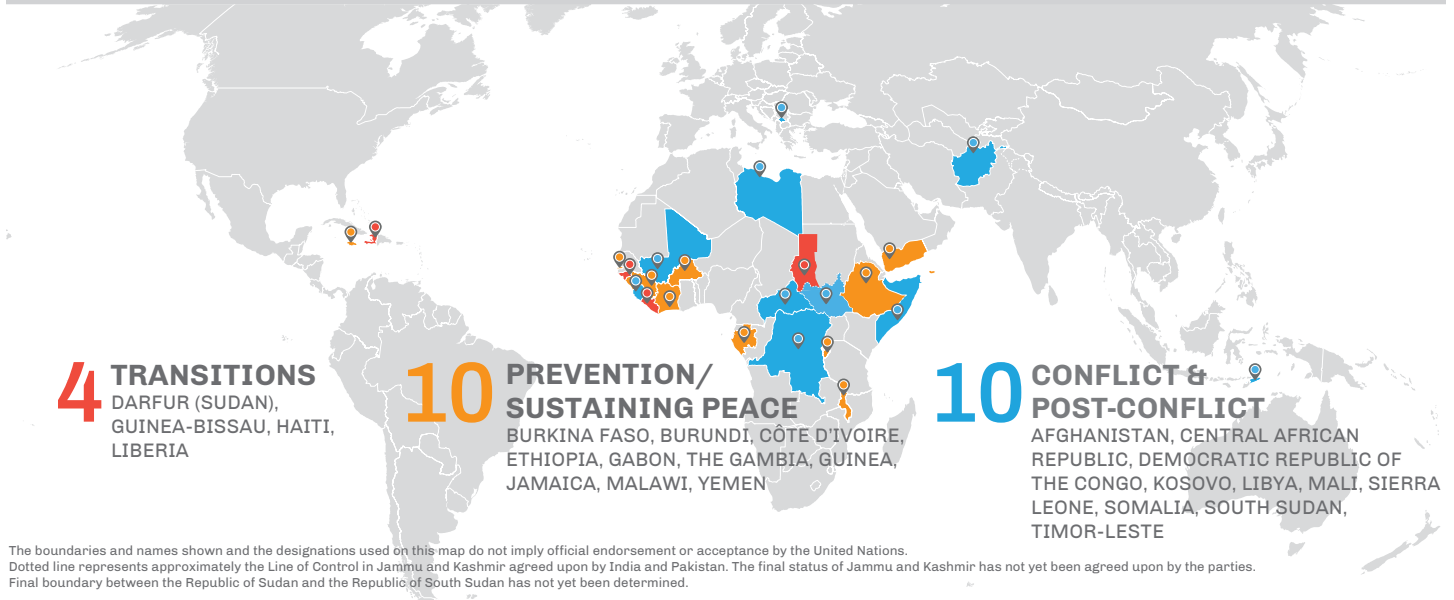 4 TRANSITIONS
DARFUR (SUDAN),
GUINEA-BISSAU, HAITI,
LIBERIA
10 PREVENTION/
SUSTAINING PEACE
BURKINA FASO, BURUNDI, CÔTE D'IVOIRE,
ETHIOPIA, GABON, THE GAMBIA, GUINEA,
JAMAICA, MALAWI, YEMEN
10 CONFLICT &
POST-CONFLICT
AFGHANISTAN, CENTRAL AFRICAN
REPUBLIC, DEMOCRATIC REPUBLIC OF
THE CONGO, KOSOVO, LIBYA, MALI, SIERRA
LEONE, SOMALIA, SOUTH SUDAN,
TIMOR-LESTE
The boundaries and names shown and the designations used on this map do not imply official endorsement or acceptance by the United Nations.
Dotted line represents approximately the Line of Control in Jammu and Kashmir agreed upon by India and Pakistan. The final status of Jammu and Kashmir has not yet been agreed upon by the parties.
Final boundary between the Republic of Sudan and the Republic of South Sudan has not yet been determined.